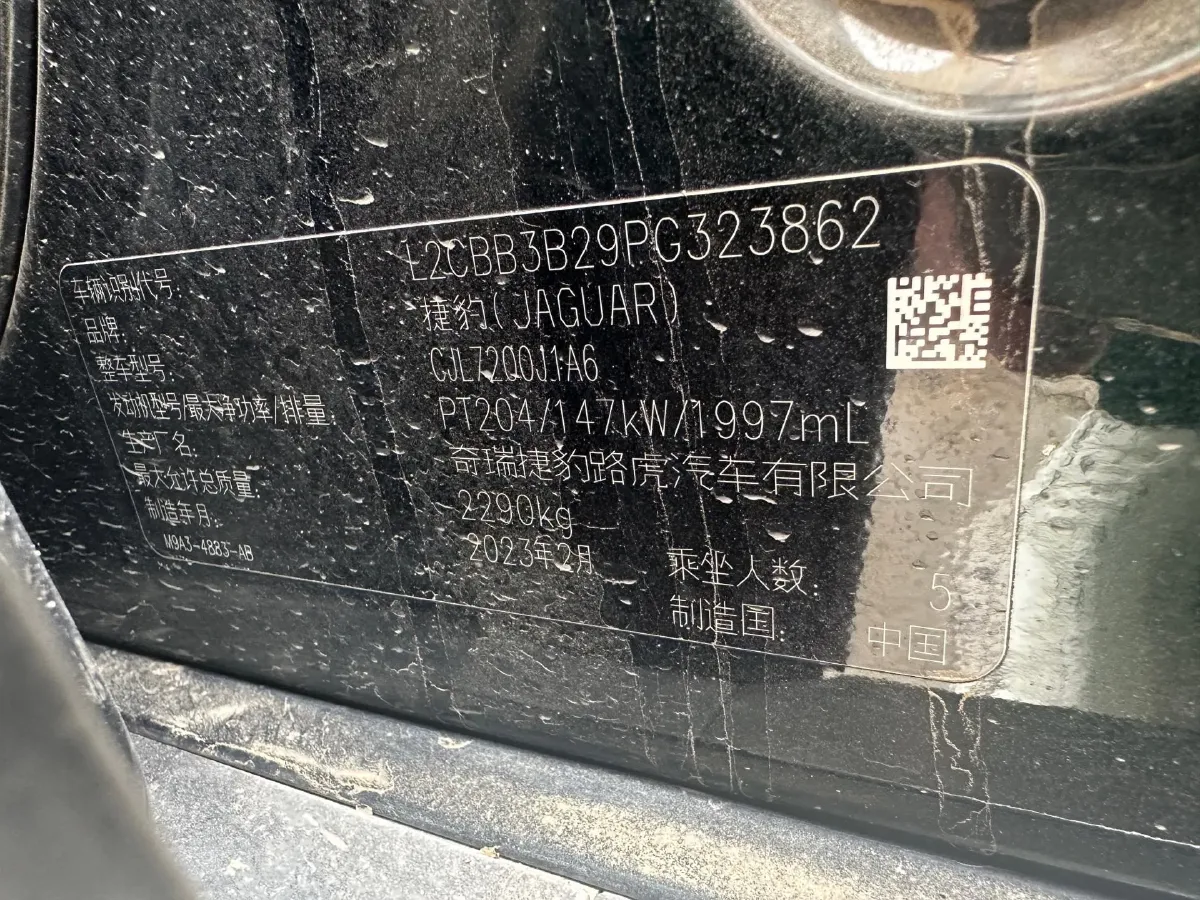 车辆识别代号: L2CBB3B29PG323862
品牌: 捷豹(JAGUAR)
整车型号: CJL7200J1A6
发动机型号/最大净功率/排量: PT204/147kW/1997mL
生产厂名: 奇瑞捷豹路虎汽车有限公司
最大允许总质量: 2290kg
制造年月: 2023年2月 乘坐人数: 5
M9A3-4883-AB 制造国: 中国